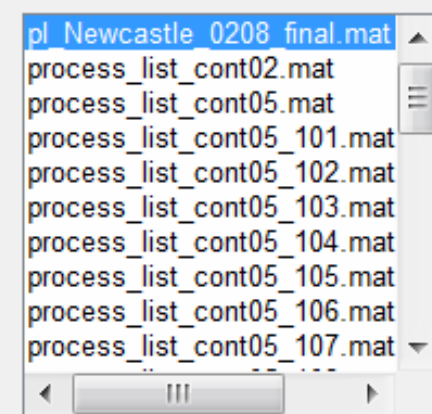 pl_Newcastle_0208_final.mat
process_list_cont02.mat
process_list_cont05.mat
process_list_cont05_101.mat
process_list_cont05_102.mat
process_list_cont05_103.mat
process_list_cont05_104.mat
process_list_cont05_105.mat
process_list_cont05_106.mat
process_list_cont05_107.mat